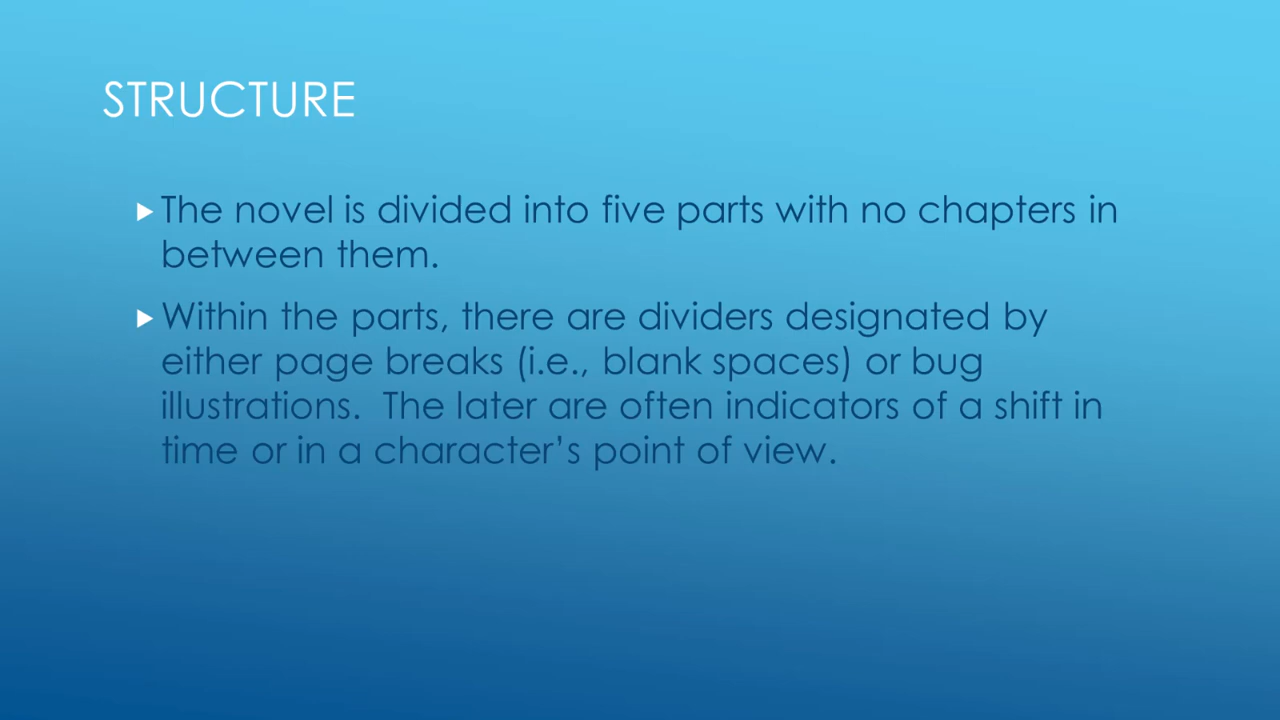 STRUCTURE
The novel is divided into five parts with no chapters in
between them.
Within the parts, there are dividers designated by
either page breaks (i.e., blank spaces) or bug
illustrations.  The later are often indicators of a shift in
time or in a character’s point of view.